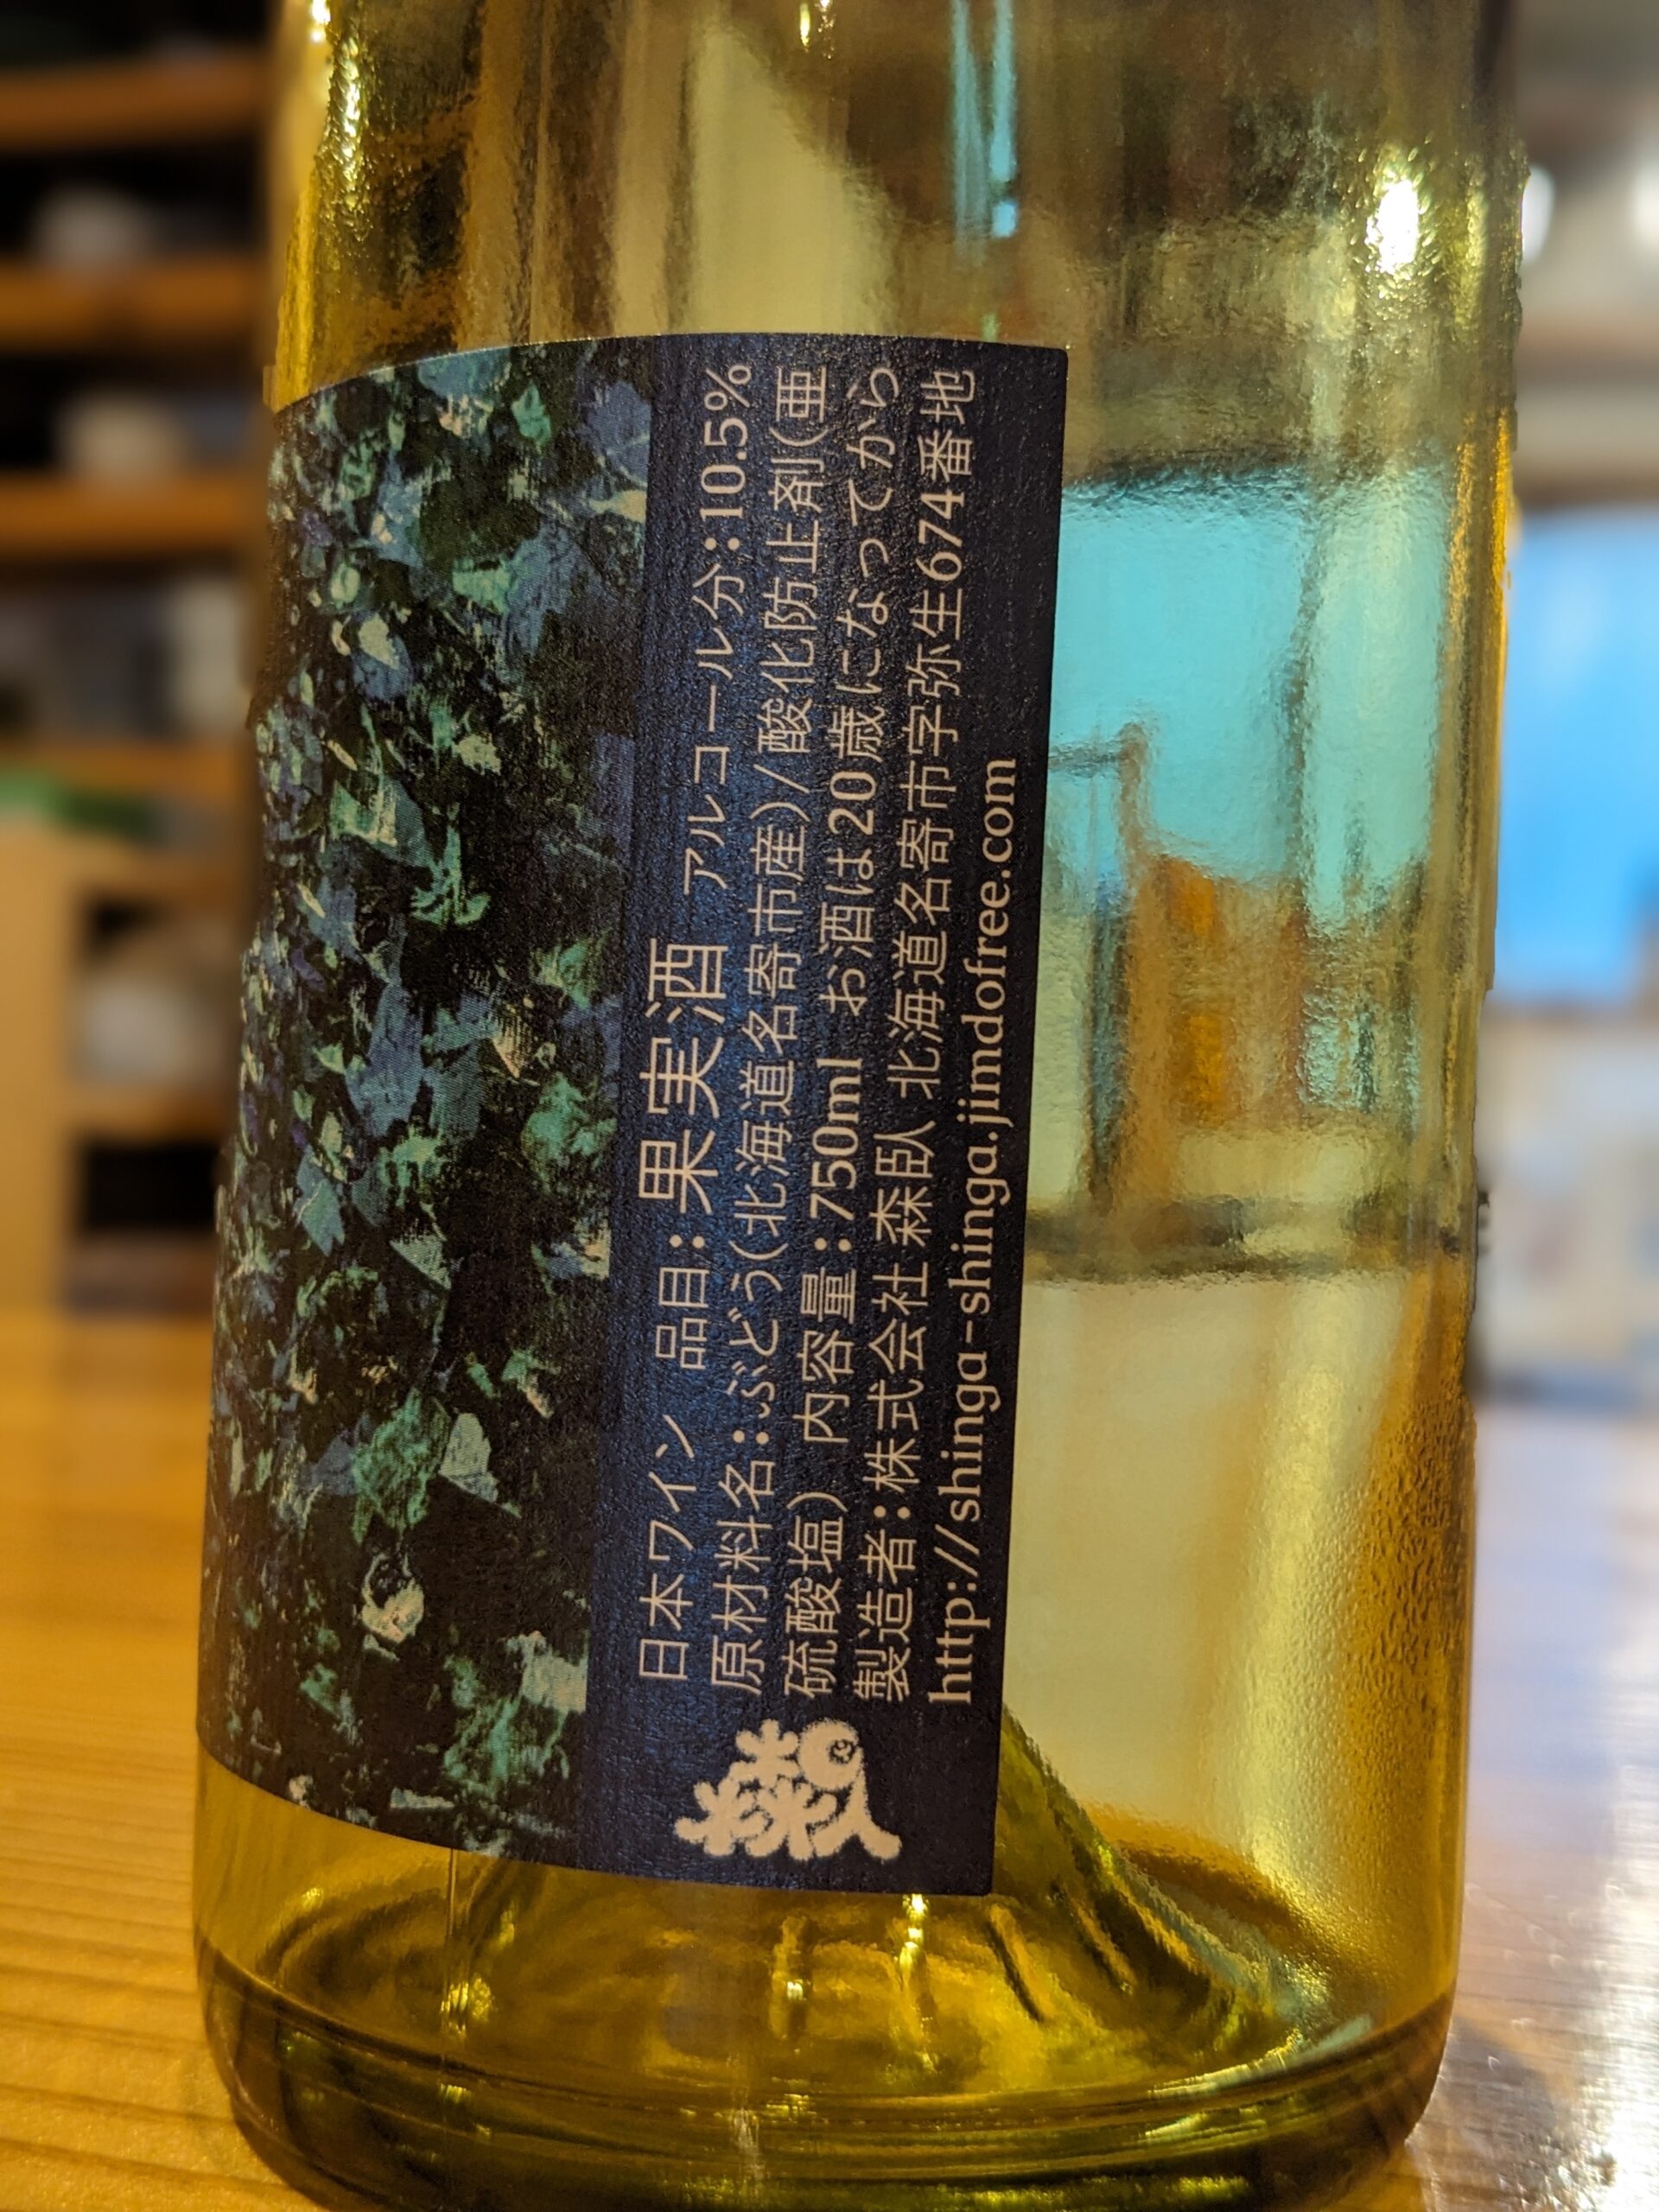 日本ワイン 品目：果実酒 アルコール分：10.5%
原材料名：ぶどう（北海道名寄市産）/ 酸化防止剤（亜
硫酸塩） 内容量：750ml お酒は20歳になってから
製造者：株式会社 森臥 北海道名寄市字弥生674番地
http://shinga-shinga.jimdofree.com
森臥